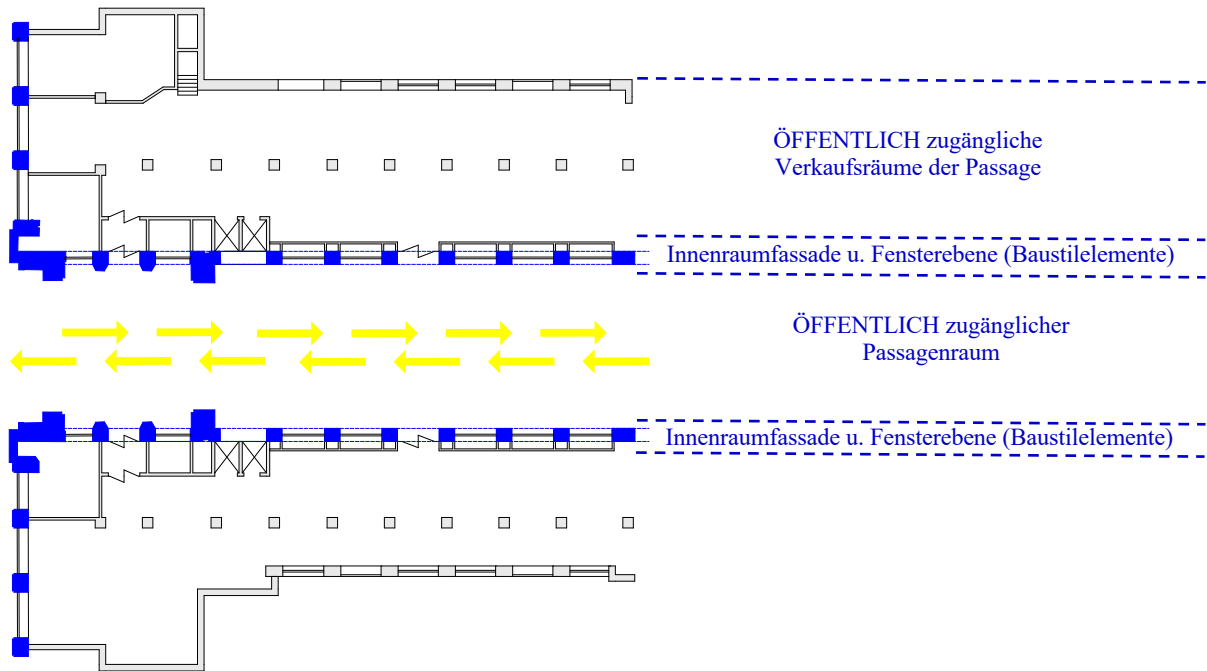 ÖFFENTLICH zugängliche
Verkaufsräume der Passage
Innenraumfassade u. Fensterebene (Baustilelemente)
ÖFFENTLICH zugänglicher
Passagenraum
Innenraumfassade u. Fensterebene (Baustilelemente)